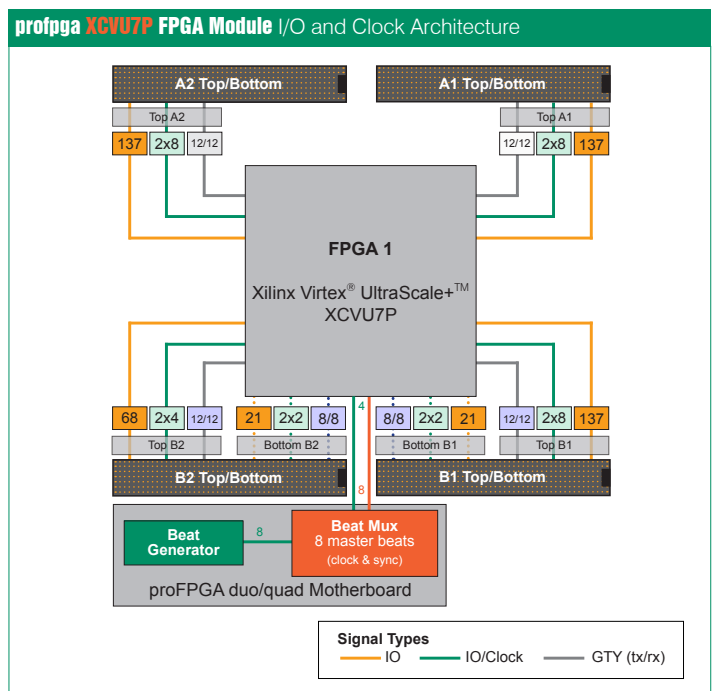 profpga XCVU7P FPGA Module I/O and Clock Architecture
A2 Top/Bottom
A1 Top/Bottom
Top A2
Top A1
137 2x8 12/12
12/12 2x8 137
FPGA 1
Xilinx Virtex® UltraScale+™
XCVU7P
4
68 2x4 12/12
21 2x2 8/8
8/8 2x2 21
12/12 2x8 137
Top B2
Bottom B2
Bottom B1
Top B1
B2 Top/Bottom
B1 Top/Bottom
8
Beat
Generator
8
Beat Mux
8 master beats
(clock & sync)
proFPGA duo/quad Motherboard
Signal Types
IO
IO/Clock
GTY (tx/rx)